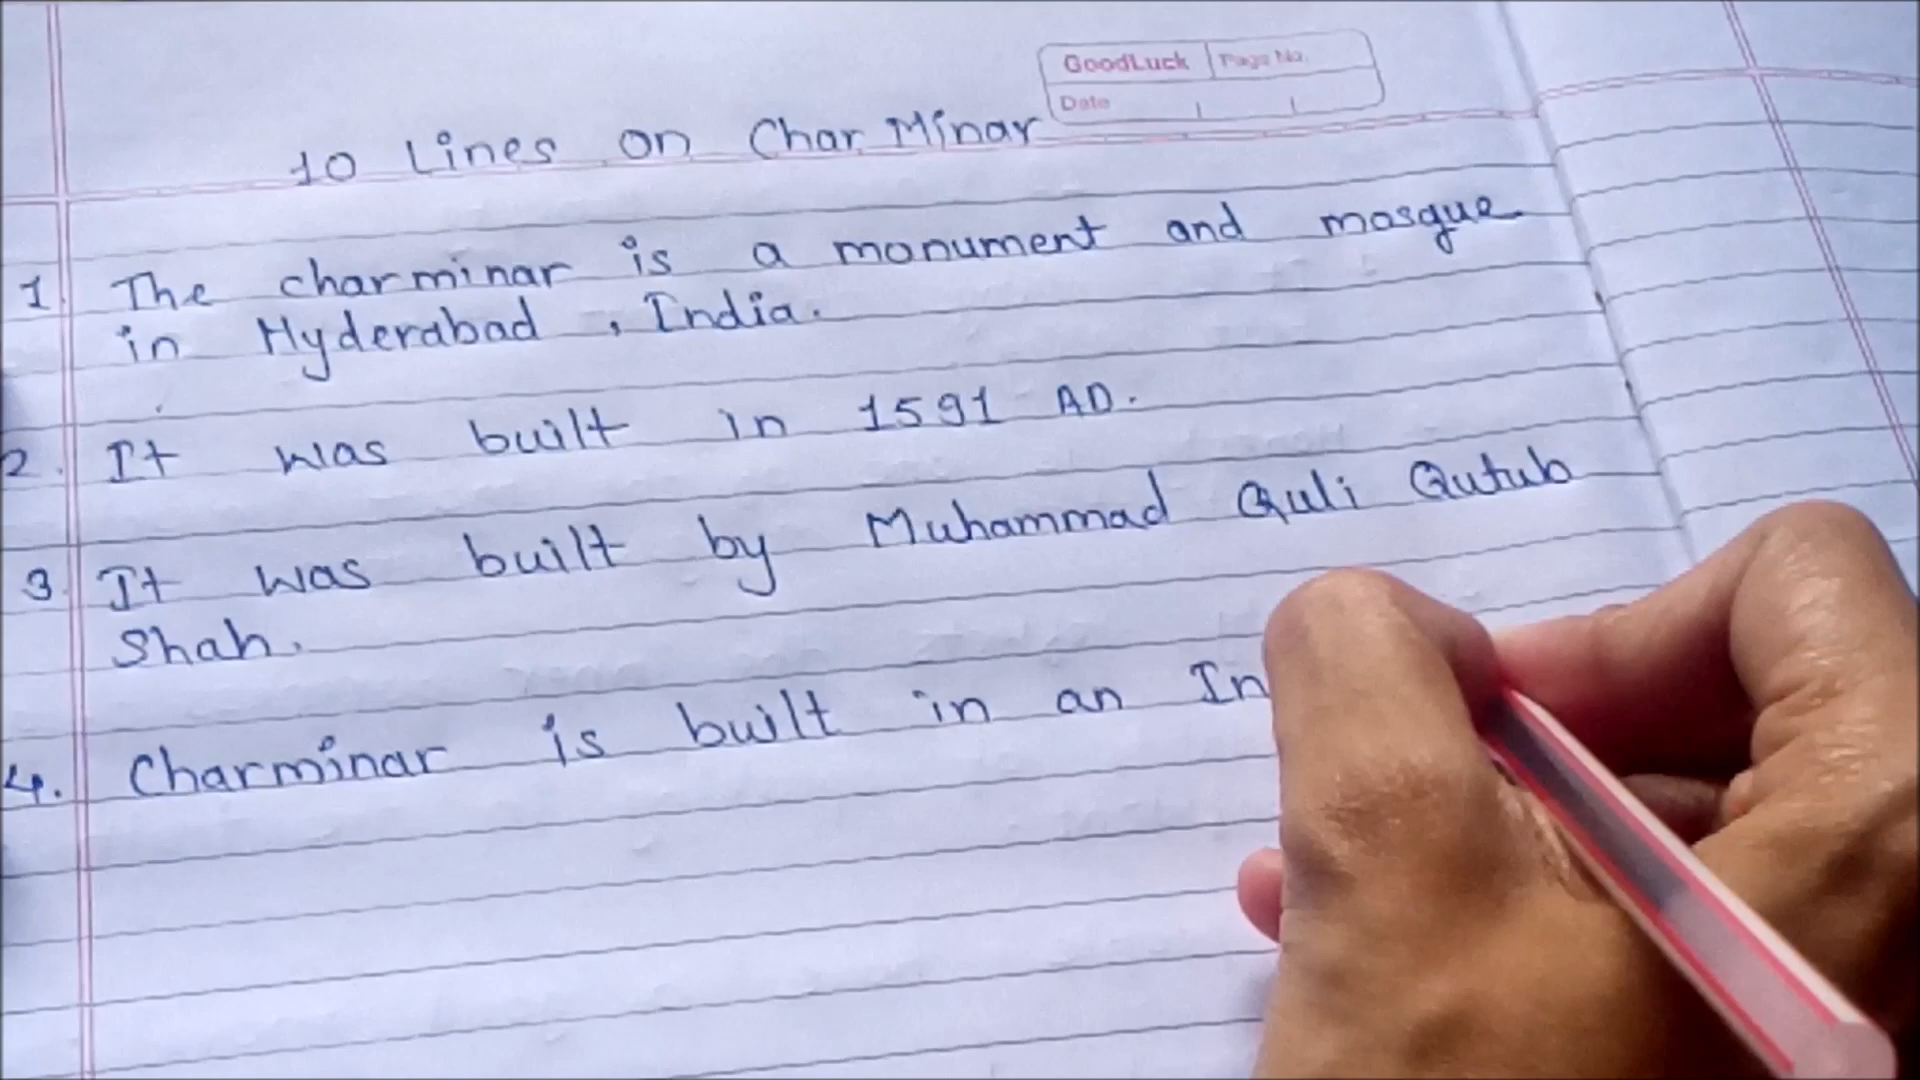 GoodLuck Page No.
Date
10 Lines on Char Minar
1. The charminar is a monument and mosque
in Hyderabad, India.
2. It was built in 1591 AD.
3. It was built by Muhammad Quli Qutub
Shah.
4. Charminar is built in an In